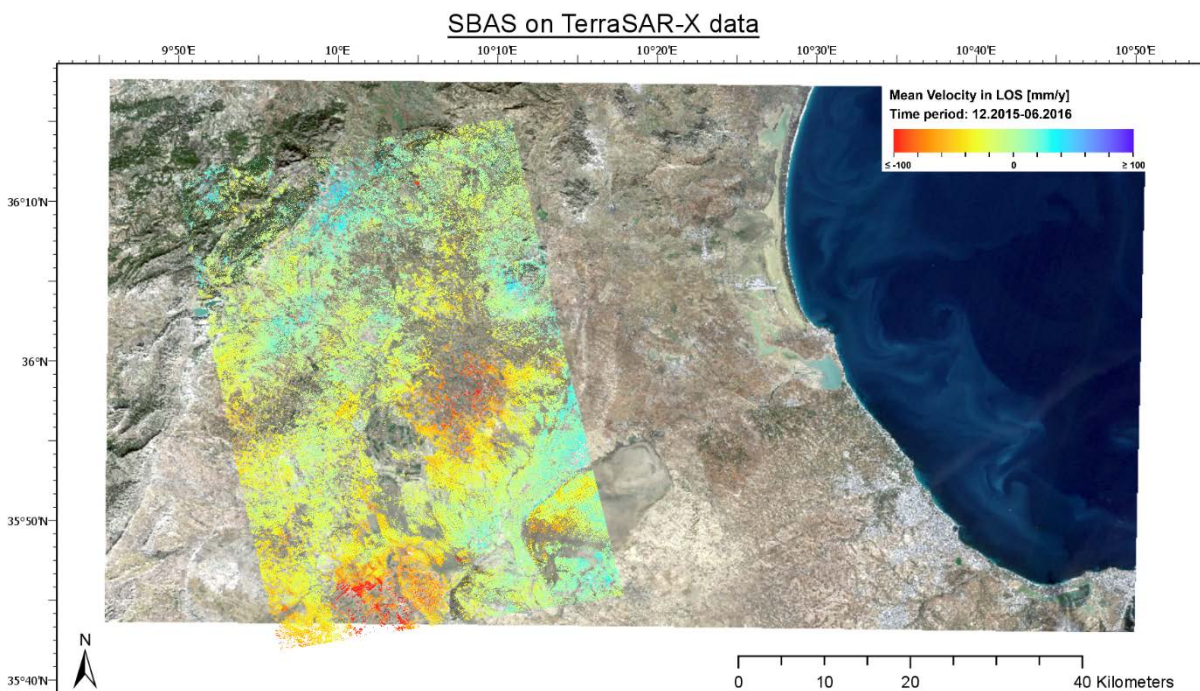 SBAS on TerraSAR-X data
9°50'E 10°E 10°10'E 10°20'E 10°30'E 10°40'E 10°50'E
Mean Velocity in LOS [mm/y]
Time period: 12.2015-06.2016
≤ -100 0 ≥ 100
36°10'N
36°N
35°50'N
35°40'N
N
0 10 20 40 Kilometers